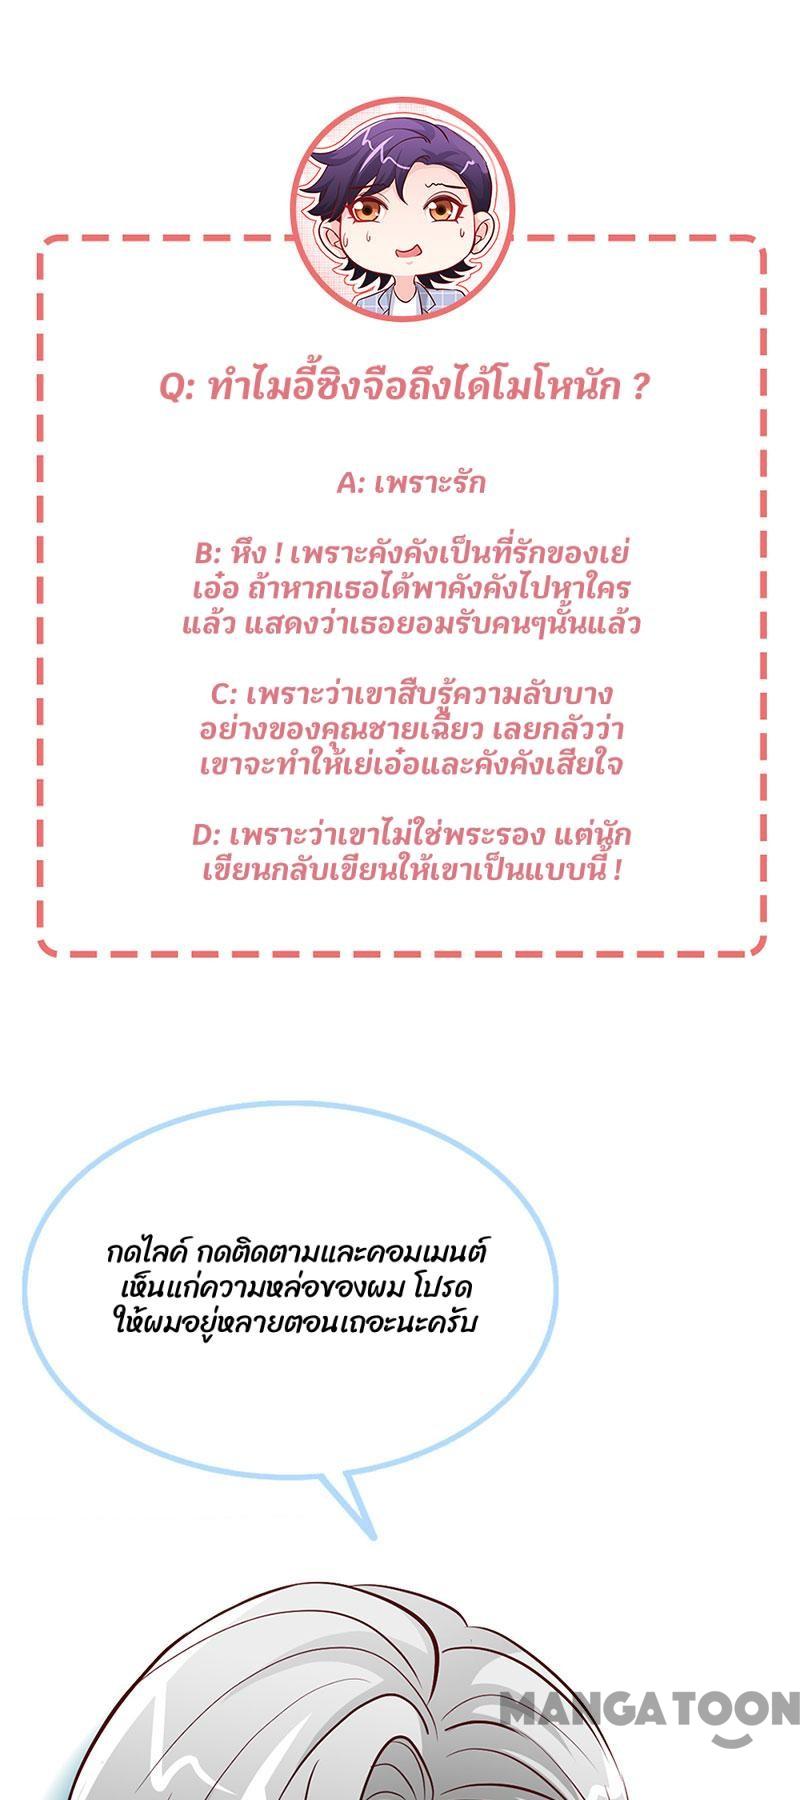 Q: ทำไมอี้ซิงจือถึงได้โมโหนัก ?
A: เพราะรัก
B: หึง ! เพราะคังคังเป็นที่รักของเย่
เอ๋อ ถ้าหากเธอได้พาคังคังไปหาใคร
แล้ว แสดงว่าเธอยอมรับคนๆนั้นแล้ว
C: เพราะว่าเขาสืบรู้ความลับบาง
อย่างของคุณชายเฉียว เลยกลัวว่า
เขาจะทำให้เย่เอ๋อและคังคังเสียใจ
D: เพราะว่าเขาไม่ใช่พระรอง แต่นัก
เขียนกลับเขียนให้เขาเป็นแบบนี้ !
กดไลค์ กดติดตามและคอมเมนต์
เห็นแก่ความหล่อของผม โปรด
ให้ผมอยู่หลายตอนเถอะนะครับ
MANGATOON